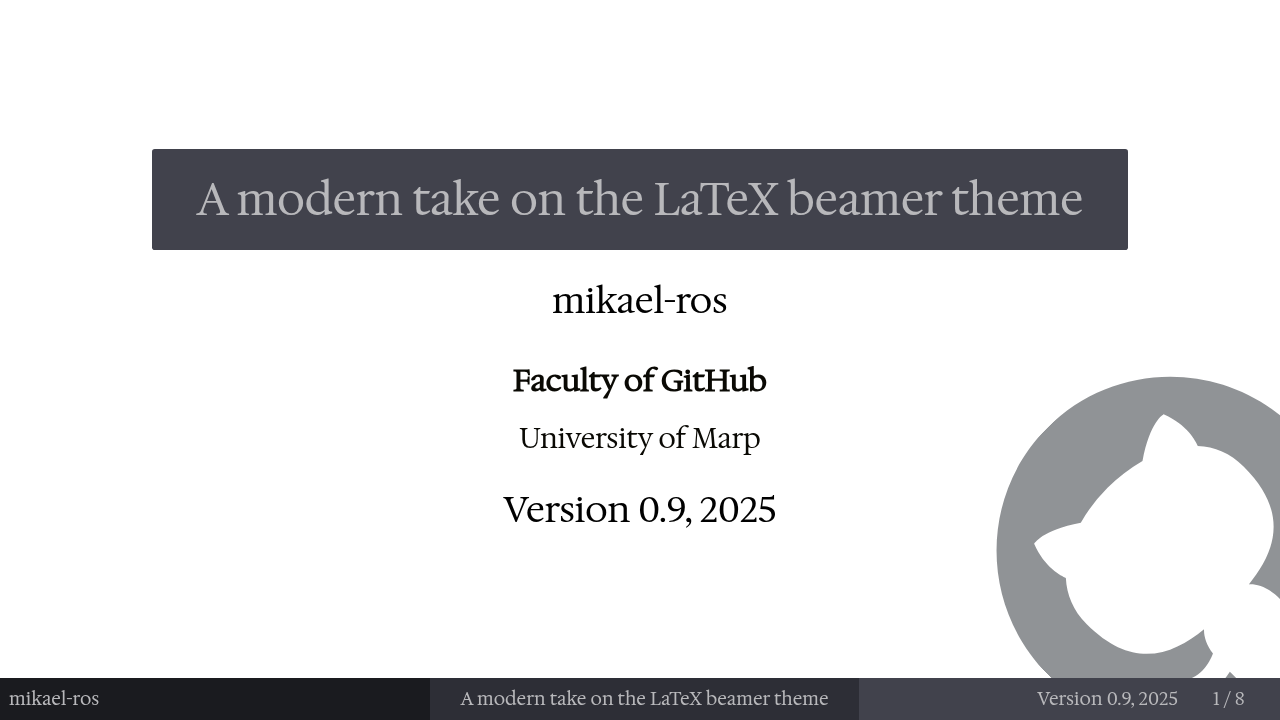 A modern take on the LaTeX beamer theme
mikael-ros
Faculty of GitHub
University of Marp
Version 0.9, 2025
mikael-ros
A modern take on the LaTeX beamer theme
Version 0.9, 2025
1 / 8